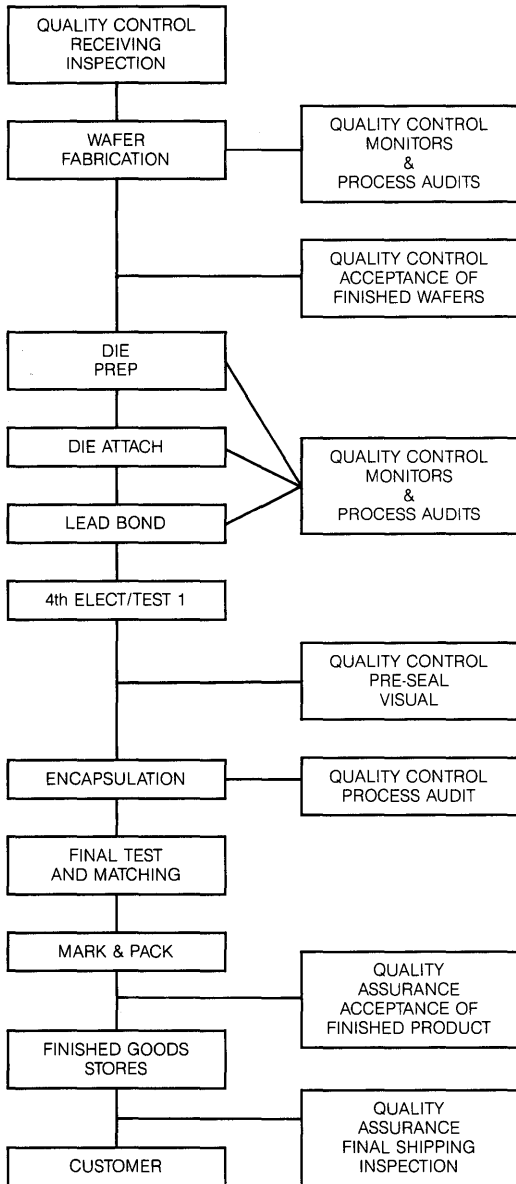 QUALITY CONTROL
RECEIVING
INSPECTION
WAFER
FABRICATION
QUALITY CONTROL
MONITORS
&
PROCESS AUDITS
QUALITY CONTROL
ACCEPTANCE OF
FINISHED WAFERS
DIE
PREP
DIE ATTACH
QUALITY CONTROL
MONITORS
&
PROCESS AUDITS
LEAD BOND
4th ELECT/TEST 1
QUALITY CONTROL
PRE-SEAL
VISUAL
ENCAPSULATION
QUALITY CONTROL
PROCESS AUDIT
FINAL TEST
AND MATCHING
MARK & PACK
QUALITY
ASSURANCE
ACCEPTANCE OF
FINISHED PRODUCT
FINISHED GOODS
STORES
QUALITY
ASSURANCE
FINAL SHIPPING
INSPECTION
CUSTOMER